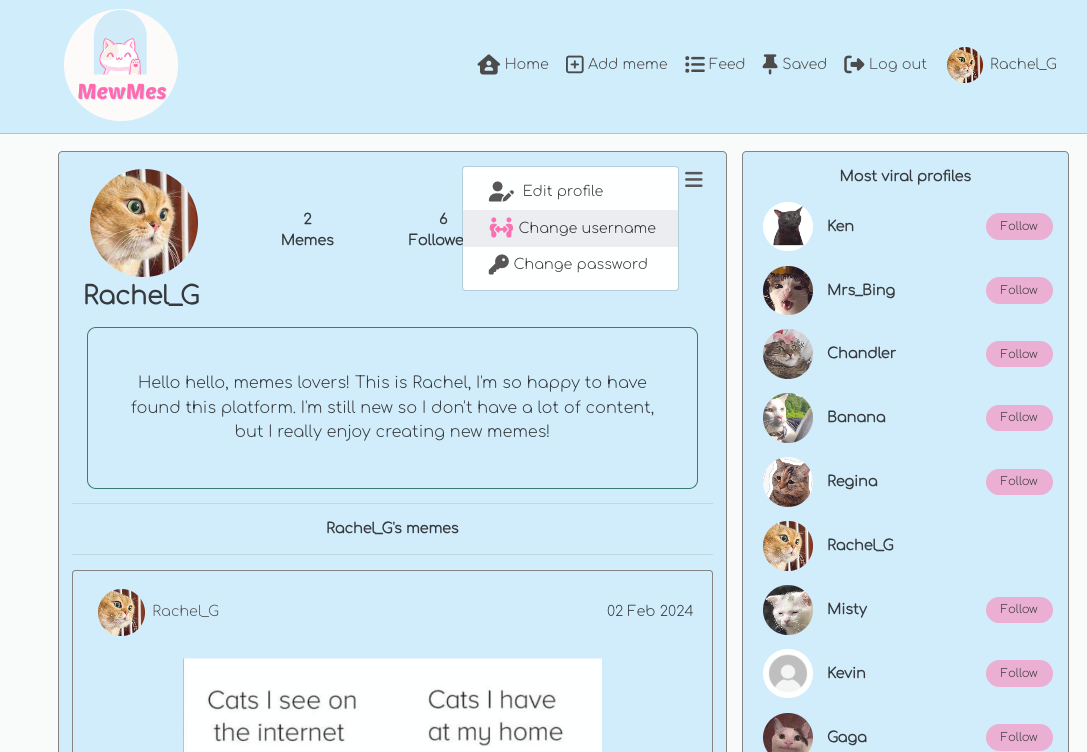 MewMes
Home
Add meme
Feed
Saved
Log out
Rachel_G
2
Memes
6
Edit profile
Change username
Change password
Rachel_G
Hello hello, memes lovers! This is Rachel, I'm so happy to have
found this platform. I'm still new so I don't have a lot of content,
but I really enjoy creating new memes!
Rachel_G's memes
Rachel_G
02 Feb 2024
Cats I see on
the internet
Cats I have
at my home
Most viral profiles
Ken
Follow
Mrs_Bing
Follow
Chandler
Follow
Banana
Follow
Regina
Follow
Rachel_G
Misty
Follow
Kevin
Follow
Gaga
Follow